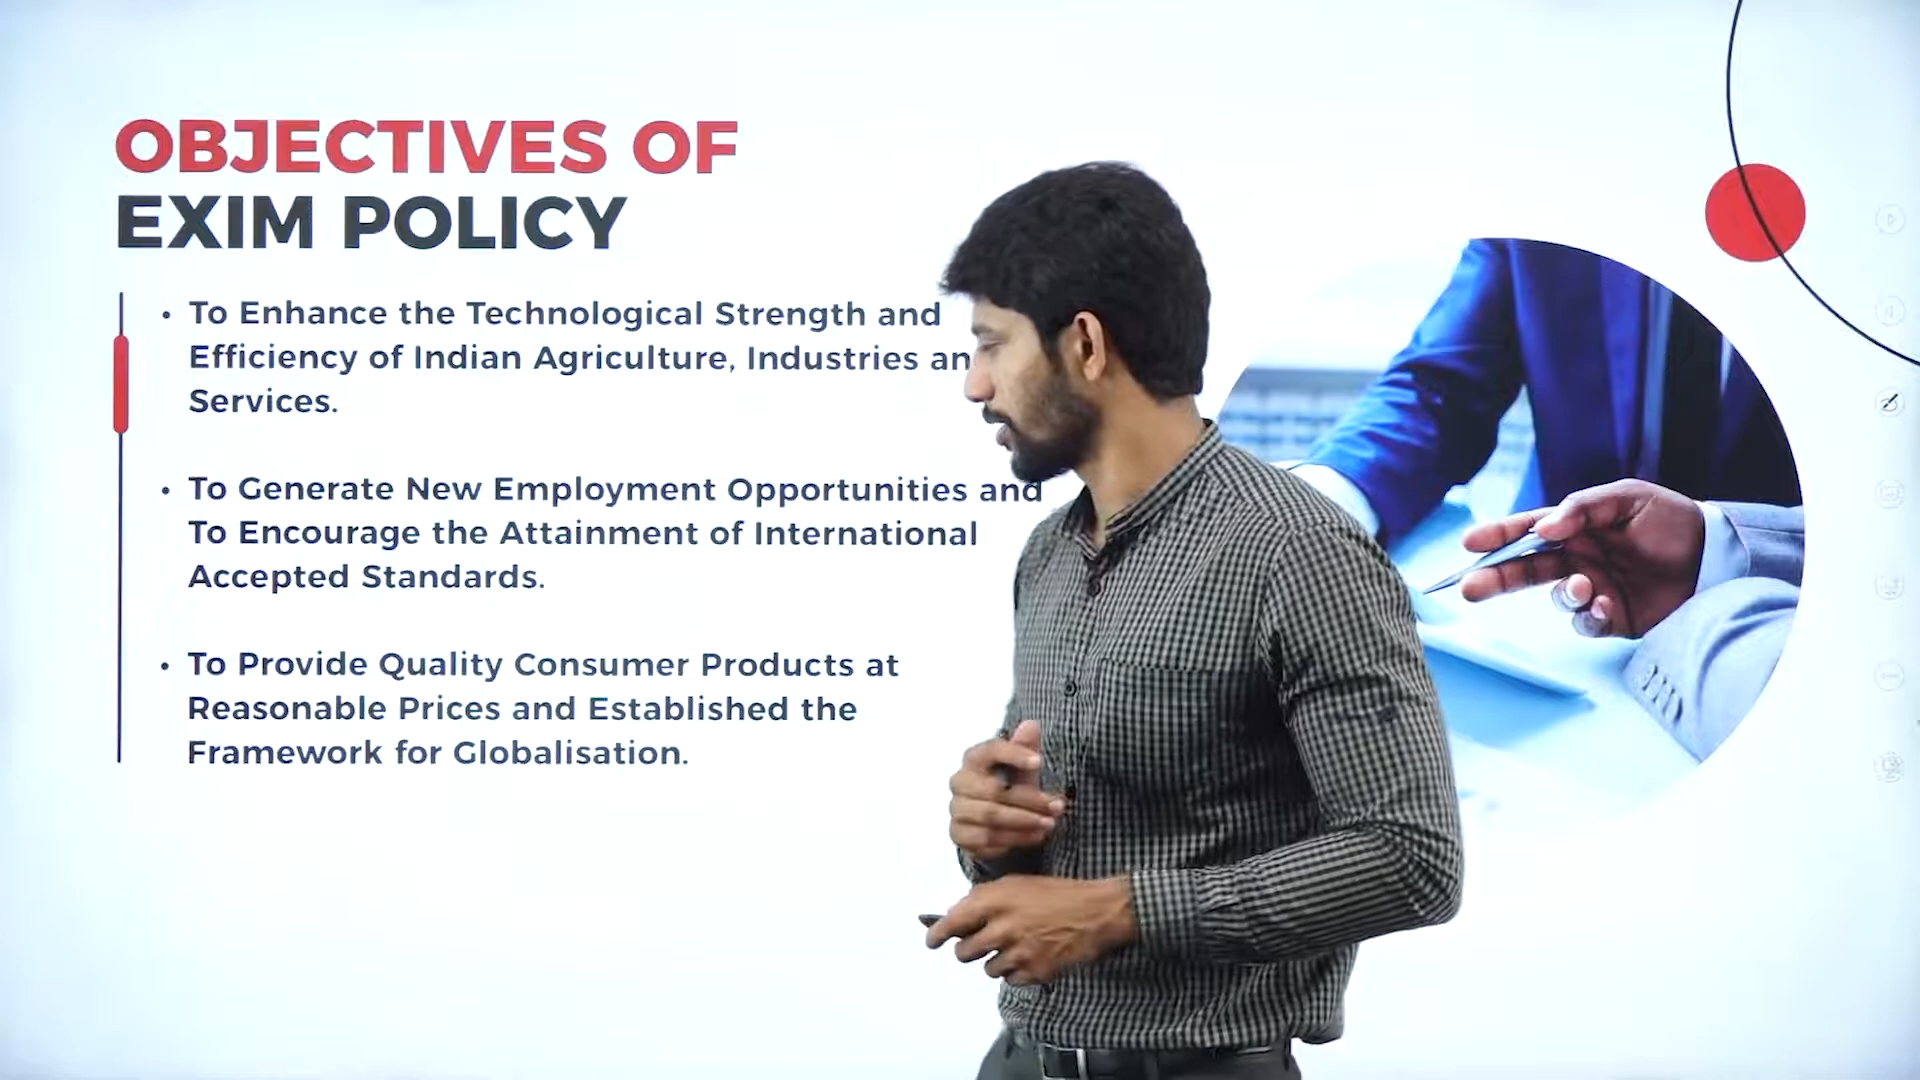 OBJECTIVES OF
EXIM POLICY
• To Enhance the Technological Strength and
Efficiency of Indian Agriculture, Industries an
Services.
• To Generate New Employment Opportunities and
To Encourage the Attainment of International
Accepted Standards.
• To Provide Quality Consumer Products at
Reasonable Prices and Established the
Framework for Globalisation.